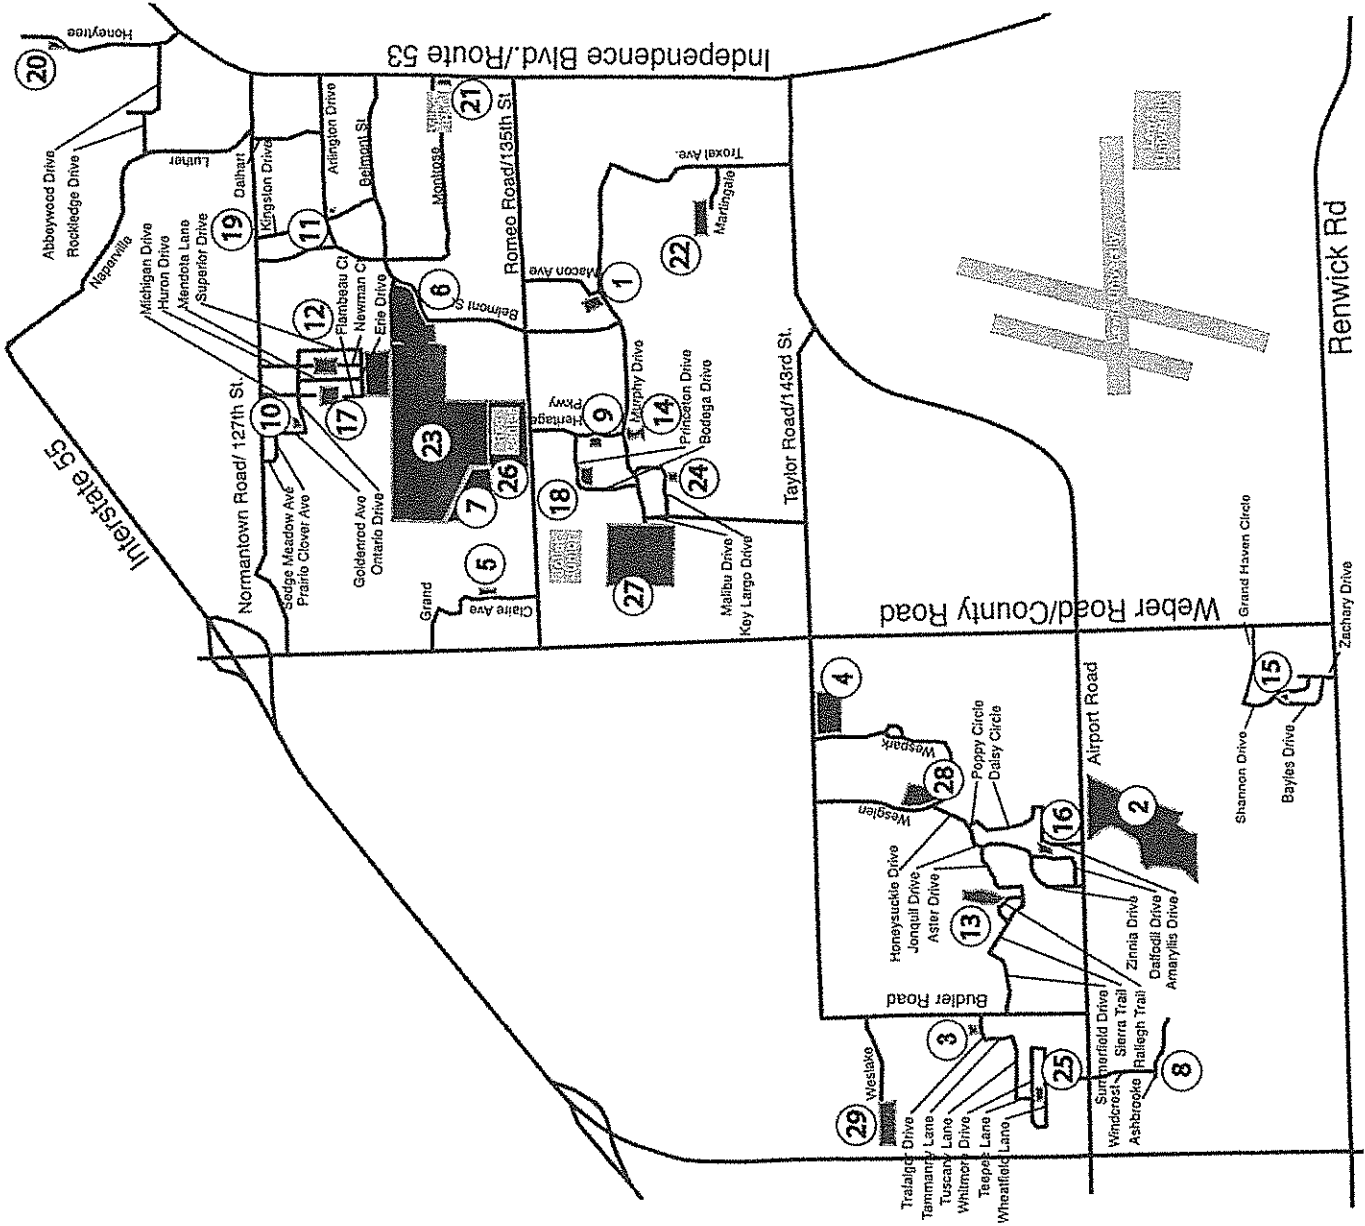 20
Honeytree
Abbeywood Drive
Rockledge Drive
Naperville
Luther
Interstate 55
Independence Blvd./Route 53
Normantown Road/ 127th St.
19
Dalhart
Kingston Drive
11
Arlington Drive
Belmont St
Montrose
21
Romeo Road/135th St
Michigan Drive
Huron Drive
Mendota Lane
Superior Drive
12
Flambeau Ct
Newman Ct
Erie Drive
10
17
Sedge Meadow Ave
Prairio Clover Ave
Goldenrod Ave
Ontario Drive
6
Belmont St
23
7
26
Grand
5
Claire Ave
Macon Ave
1
Troxel Ave.
22
Martingale
Heritage
Pkwy
9
14
Murphy Drive
Princeton Drive
Bodega Drive
18
24
27
Malibu Drive
Key Largo Drive
Taylor Road/143rd St.
Weber Road/County Road
4
Wespark
28
Wesglen
Poppy Circle
Daisy Circle
16
Airport Road
2
Honeysuckle Drive
Jonquil Drive
Aster Drive
13
Zinnia Drive
Daffodil Drive
Amaryllis Drive
Budler Road
Summerfield Drive
Sierra Trail
Rallegh Trail
3
Westlake
29
25
Trafalgar Drive
Tammanny Lane
Tuscany Lane
Whitmore Drive
Teepee Lane
Wheatfield Lane
Windcrest
Ashbrooke
8
Grand Haven Circle
15
Zachary Drive
Shannon Drive
Bayles Drive
Renwick Rd